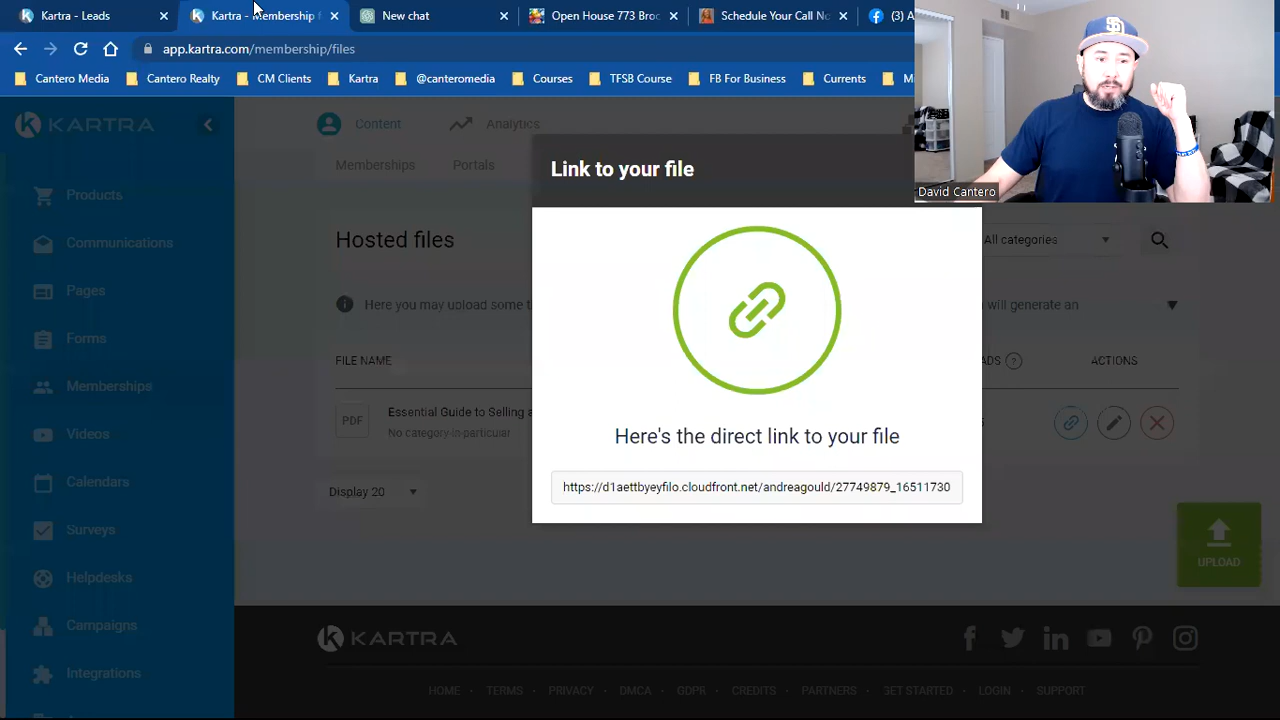 Kartra - Leads
Kartra - Membership f
New chat
Open House 773 Broc
Schedule Your Call No
(3) A
app.kartra.com/membership/files
Cantero Media
Cantero Realty
CM Clients
Kartra
@canteromedia
Courses
TFSB Course
FB For Business
Currents
David Cantero
KARTRA
Content
Analytics
Memberships
Portals
Link to your file
Products
Communications
Pages
Forms
Memberships
Videos
Calendars
Surveys
Helpdesks
Campaigns
Integrations
Hosted files
All categories
Here you may upload some t
will generate an
FILE NAME
ADS
ACTIONS
PDF
Essential Guide to Selling a
No category in particular
Here's the direct link to your file
https://d1aettbyeyfilo.cloudfront.net/andreagould/27749879_16511730
Display 20
UPLOAD
KARTRA
HOME
TERMS
PRIVACY
DMCA
GDPR
CREDITS
PARTNERS
GET STARTED
LOGIN
SUPPORT